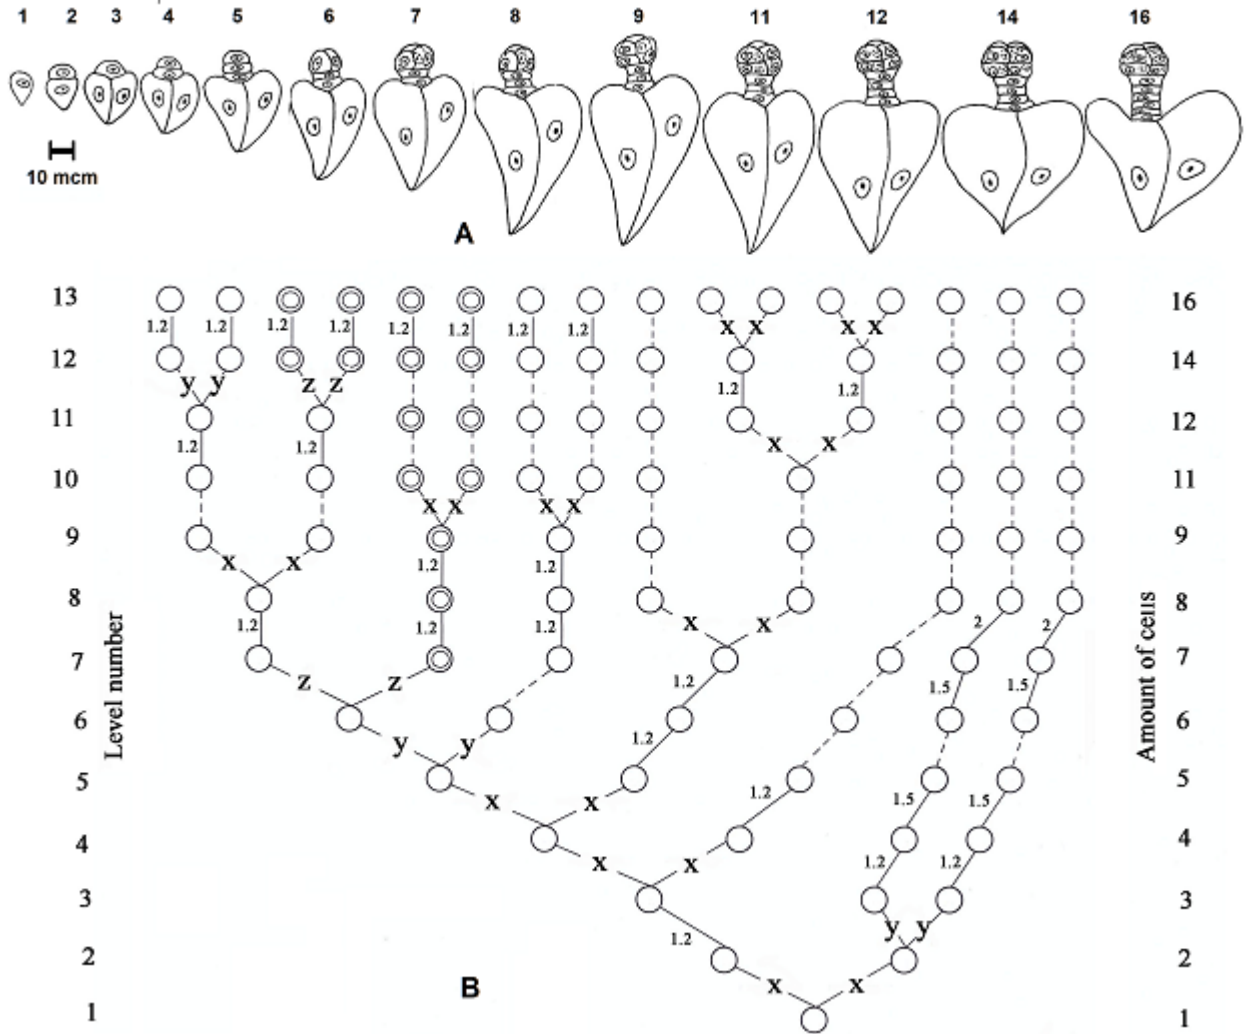 1 2 3 4 5 6 7 8 9 11 12 14 16
10 mcm
A
13 16
1.2 1.2 1.2 1.2 1.2 1.2 1.2 1.2 x x x x
12 14
y y z z 1.2 1.2
11 12
1.2 1.2 x x
10 11
x x x x
9 9
x x 1.2 1.2
8 8
1.2 1.2 1.2 x x 2 2
7 7
z z 1.2 1.5 1.5
6 6
Level number
Amount of cells
y y 1.2
5 5
x x 1.2 1.5 1.5
4 4
x x 1.2 1.2
3 3
1.2 y y
2 2
B
x x
1 1